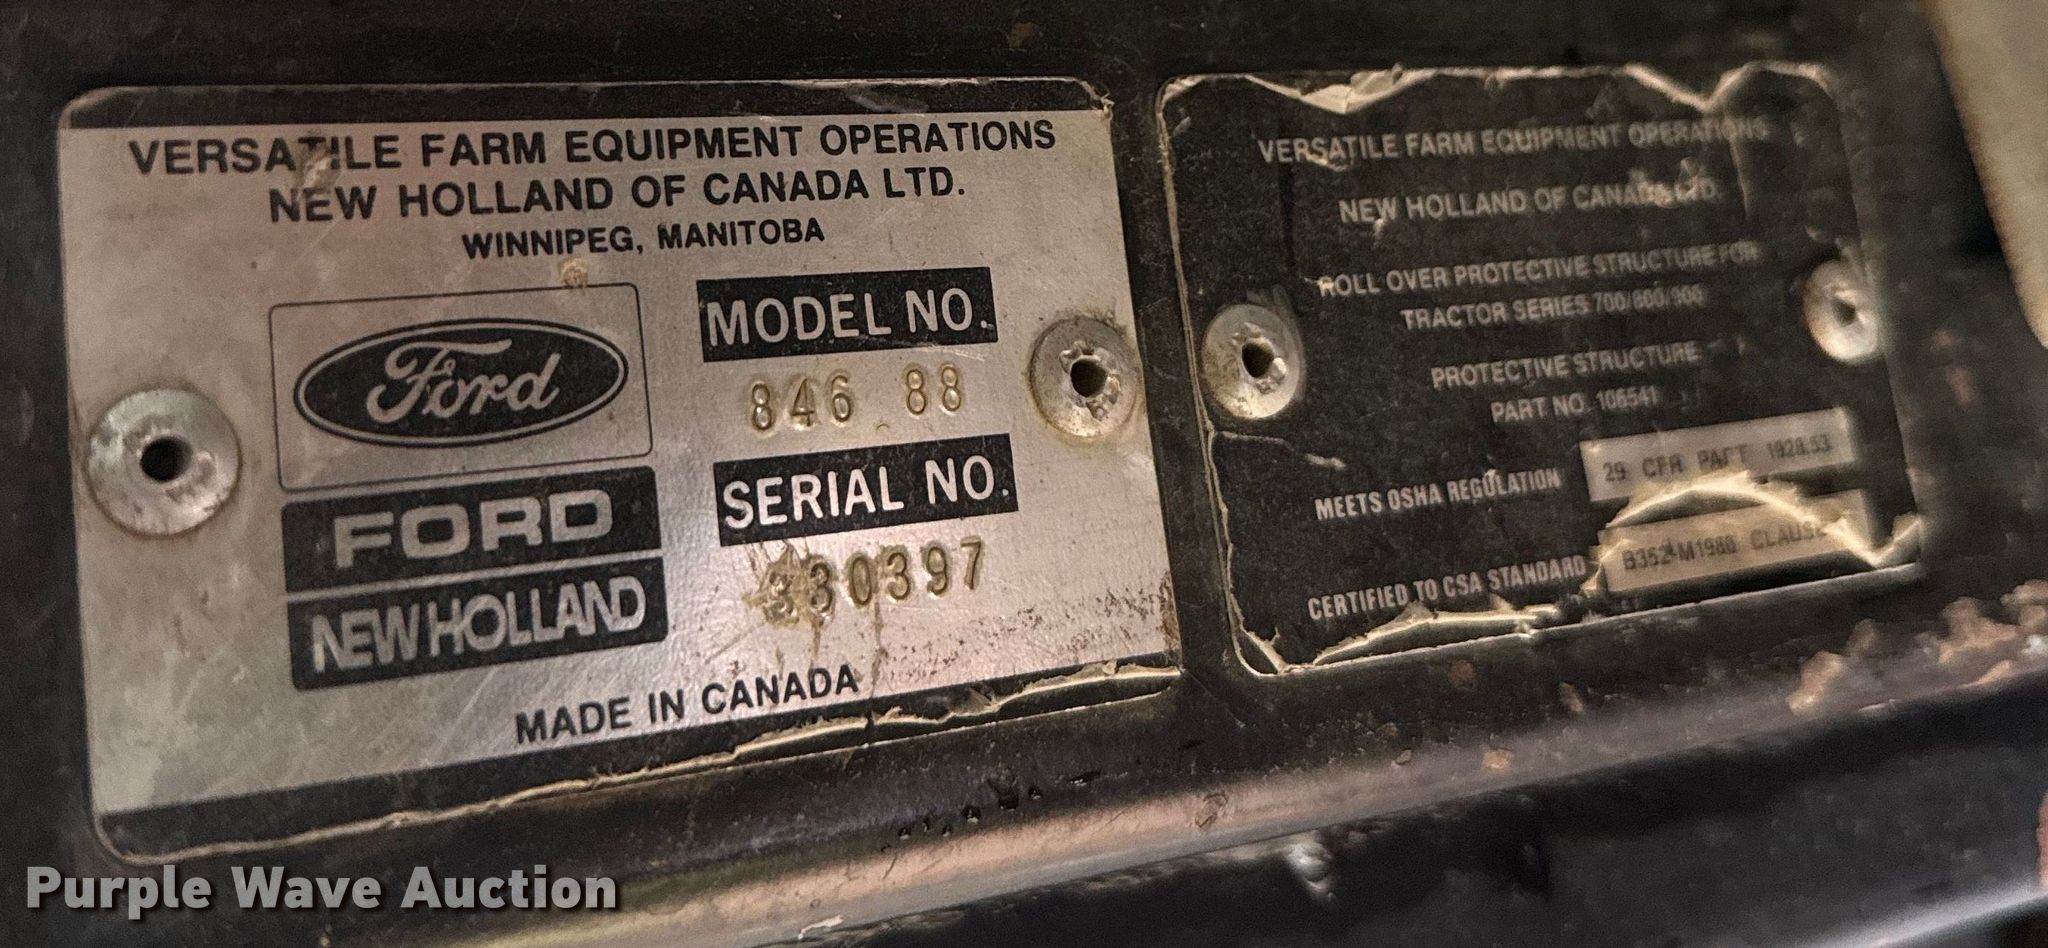 VERSATILE FARM EQUIPMENT OPERATIONS
NEW HOLLAND OF CANADA LTD.
WINNIPEG, MANITOBA
Ford
FORD
NEW HOLLAND
MODEL NO.
846 88
SERIAL NO.
330397
MADE IN CANADA
VERSATILE FARM EQUIPMENT OPERATIONS
NEW HOLLAND OF CANADA LTD.
ROLL OVER PROTECTIVE STRUCTURE FOR
TRACTOR SERIES 700/800/900
PROTECTIVE STRUCTURE
PART NO. 106541
MEETS OSHA REGULATION 29 CFR PART 1928.53
CERTIFIED TO CSA STANDARD B352-M1980 CLAUSE
Purple Wave Auction